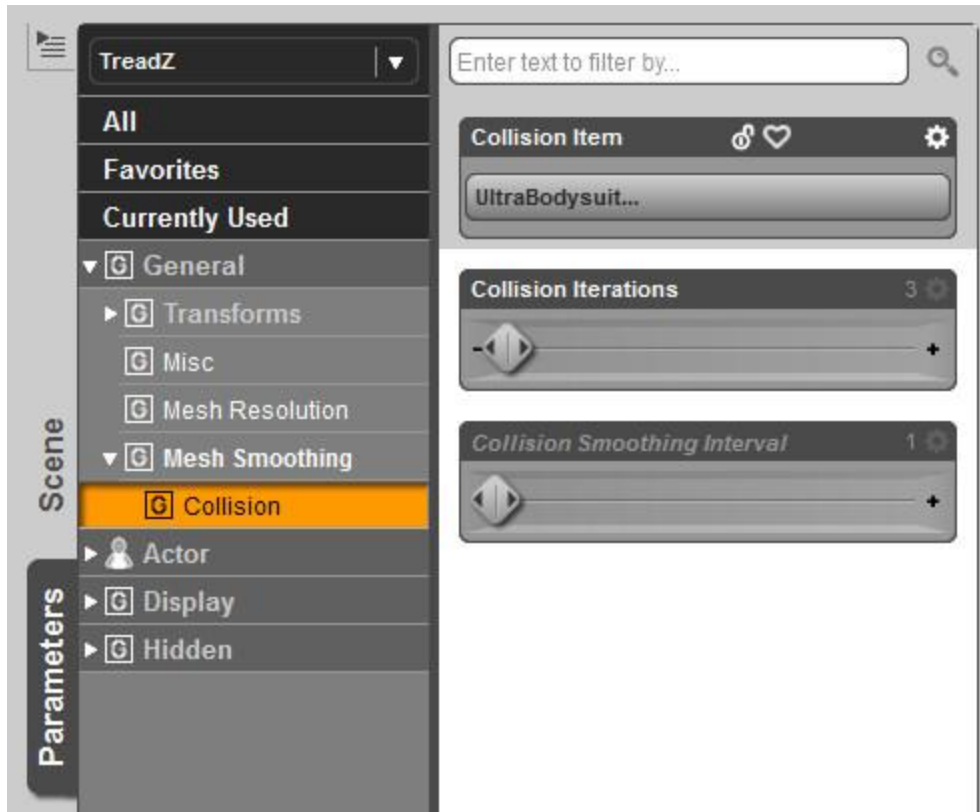 TreadZ
All
Favorites
Currently Used
G General
G Transforms
G Misc
G Mesh Resolution
G Mesh Smoothing
G Collision
Actor
G Display
G Hidden
Scene
Parameters
Enter text to filter by...
Collision Item
UltraBodysuit...
Collision Iterations 3
- +
Collision Smoothing Interval 1
+